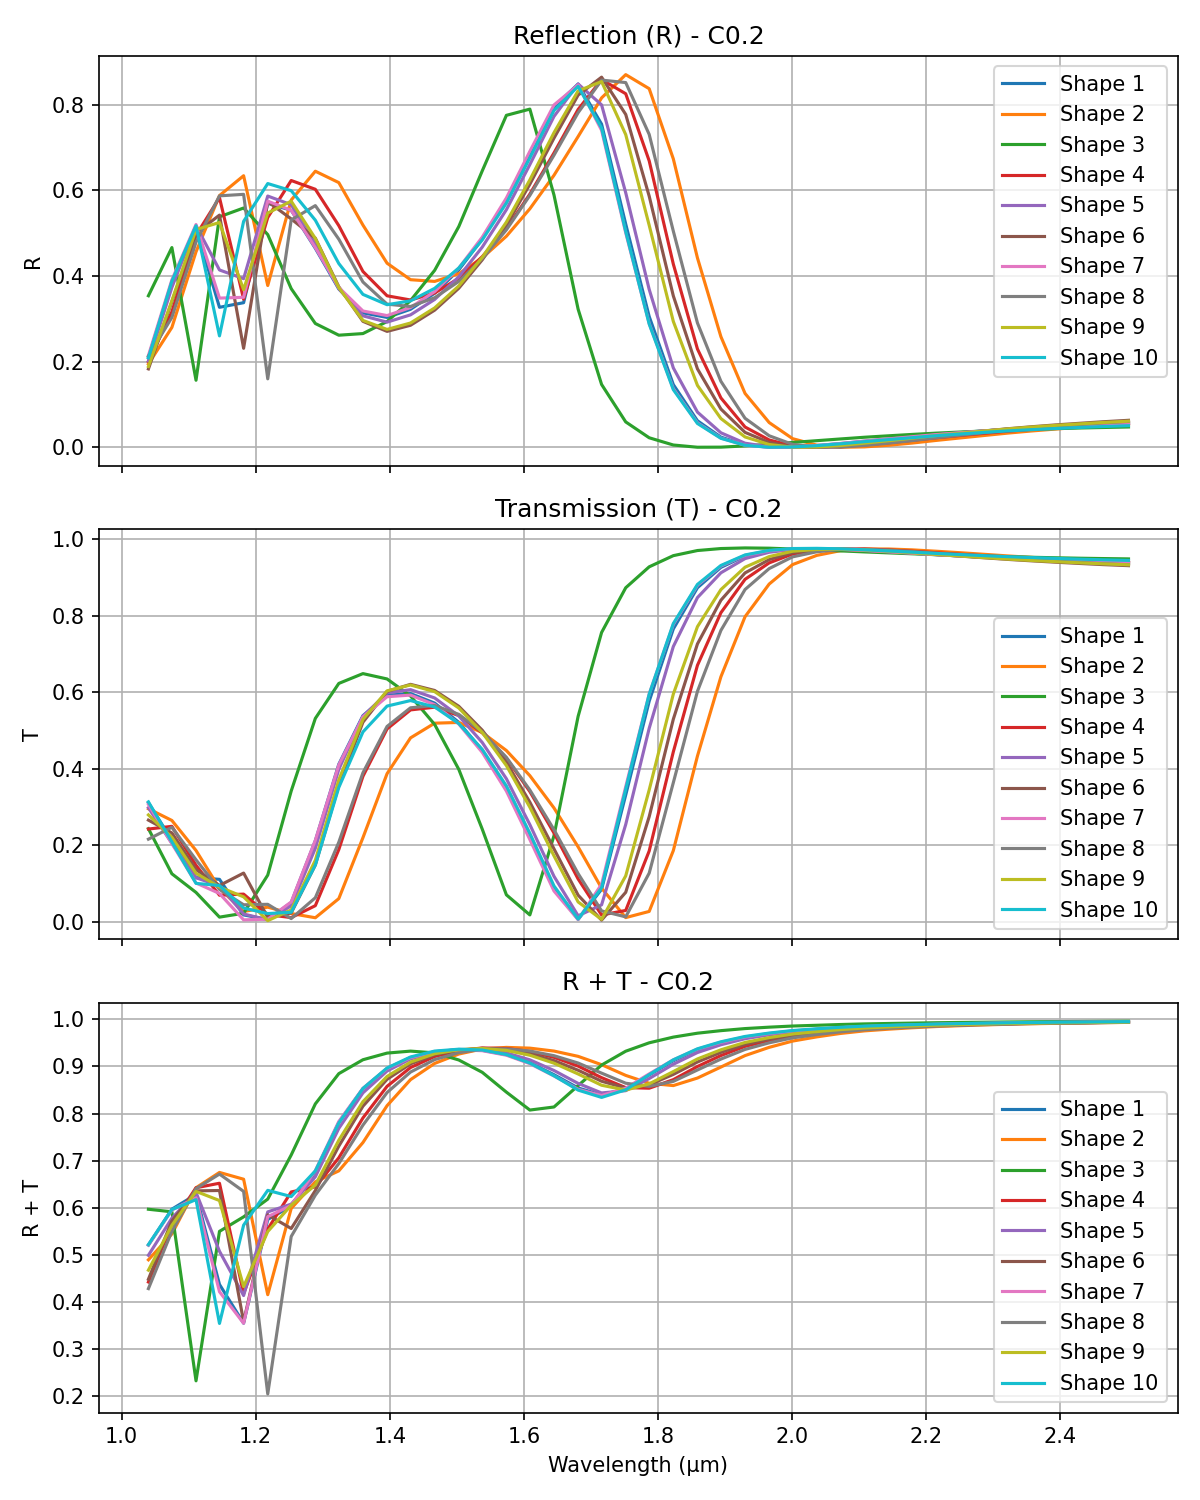 Reflection (R) - C0.2
R
0.8
0.6
0.4
0.2
0.0
Shape 1
Shape 2
Shape 3
Shape 4
Shape 5
Shape 6
Shape 7
Shape 8
Shape 9
Shape 10
Transmission (T) - C0.2
T
1.0
0.8
0.6
0.4
0.2
0.0
Shape 1
Shape 2
Shape 3
Shape 4
Shape 5
Shape 6
Shape 7
Shape 8
Shape 9
Shape 10
R + T - C0.2
R + T
1.0
0.9
0.8
0.7
0.6
0.5
0.4
0.3
0.2
Shape 1
Shape 2
Shape 3
Shape 4
Shape 5
Shape 6
Shape 7
Shape 8
Shape 9
Shape 10
1.0 1.2 1.4 1.6 1.8 2.0 2.2 2.4
Wavelength (μm)